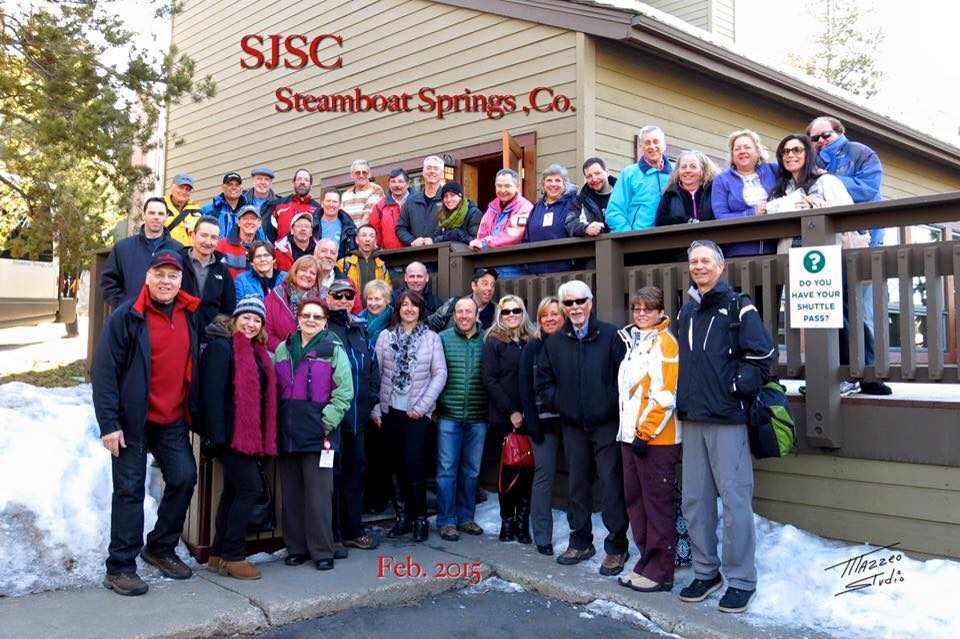 SJSC
Steamboat Springs ,Co.
?
DO YOU
HAVE YOUR
SHUTTLE
PASS?
Feb. 2015
Mazzeo
Studio